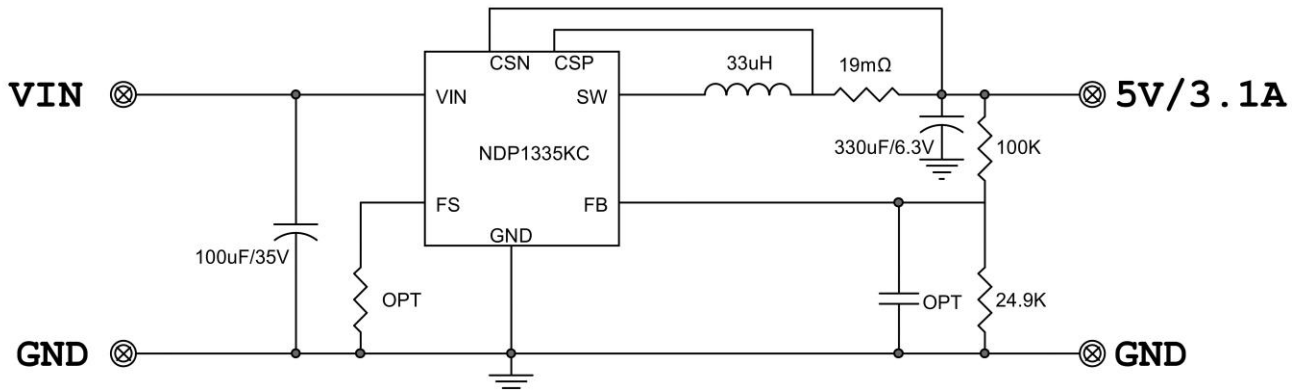 CSN
CSP
33uH
19mΩ
VIN
VIN
SW
5V/3.1A
330uF/6.3V
100K
NDP1335KC
FS
FB
GND
100uF/35V
OPT
OPT
24.9K
GND
GND